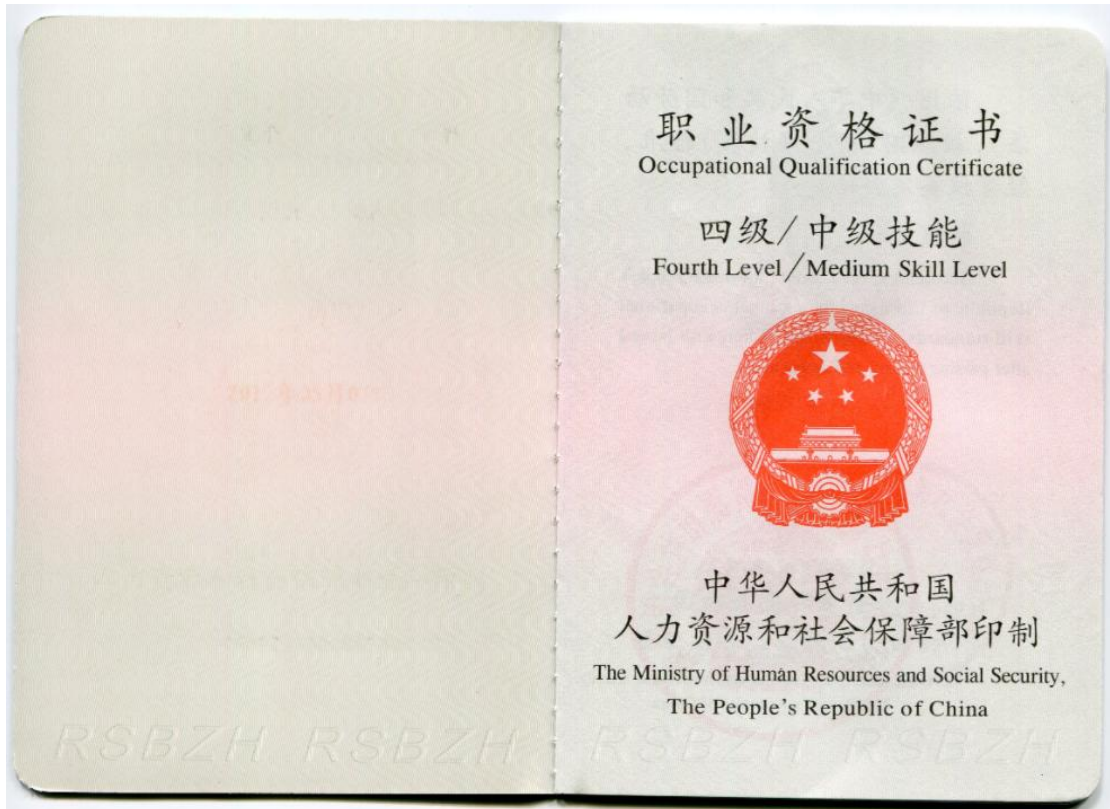 职业资格证书
Occupational Qualification Certificate
四级/中级技能
Fourth Level/Medium Skill Level
中华人民共和国
人力资源和社会保障部印制
The Ministry of Human Resources and Social Security,
The People's Republic of China
RSBZH RSBZH RSBZH RSBZH